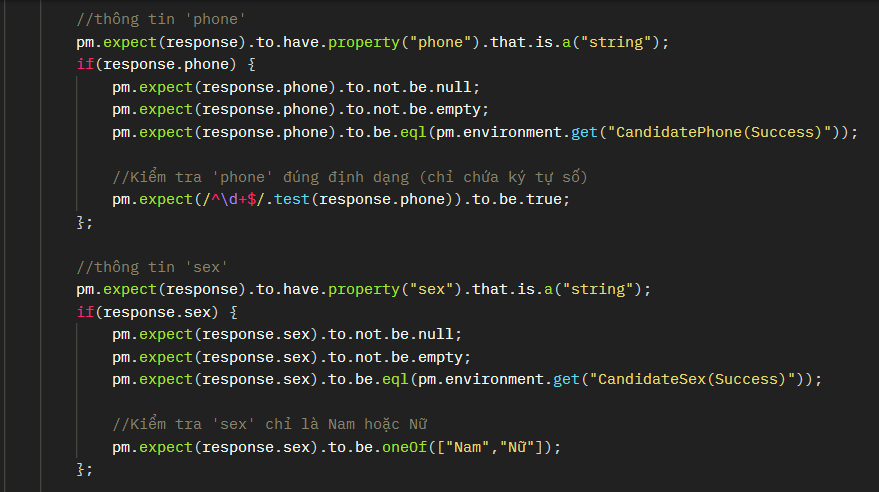 //thông tin 'phone'
pm.expect(response).to.have.property("phone").that.is.a("string");
if(response.phone) {
pm.expect(response.phone).to.not.be.null;
pm.expect(response.phone).to.not.be.empty;
pm.expect(response.phone).to.be.eql(pm.environment.get("CandidatePhone(Success)"));
//Kiểm tra 'phone' đúng định dạng (chỉ chứa ký tự số)
pm.expect(/^\d+$/.test(response.phone)).to.be.true;
};
//thông tin 'sex'
pm.expect(response).to.have.property("sex").that.is.a("string");
if(response.sex) {
pm.expect(response.sex).to.not.be.null;
pm.expect(response.sex).to.not.be.empty;
pm.expect(response.sex).to.be.eql(pm.environment.get("CandidateSex(Success)"));
//Kiểm tra 'sex' chỉ là Nam hoặc Nữ
pm.expect(response.sex).to.be.oneOf(["Nam","Nữ"]);
};